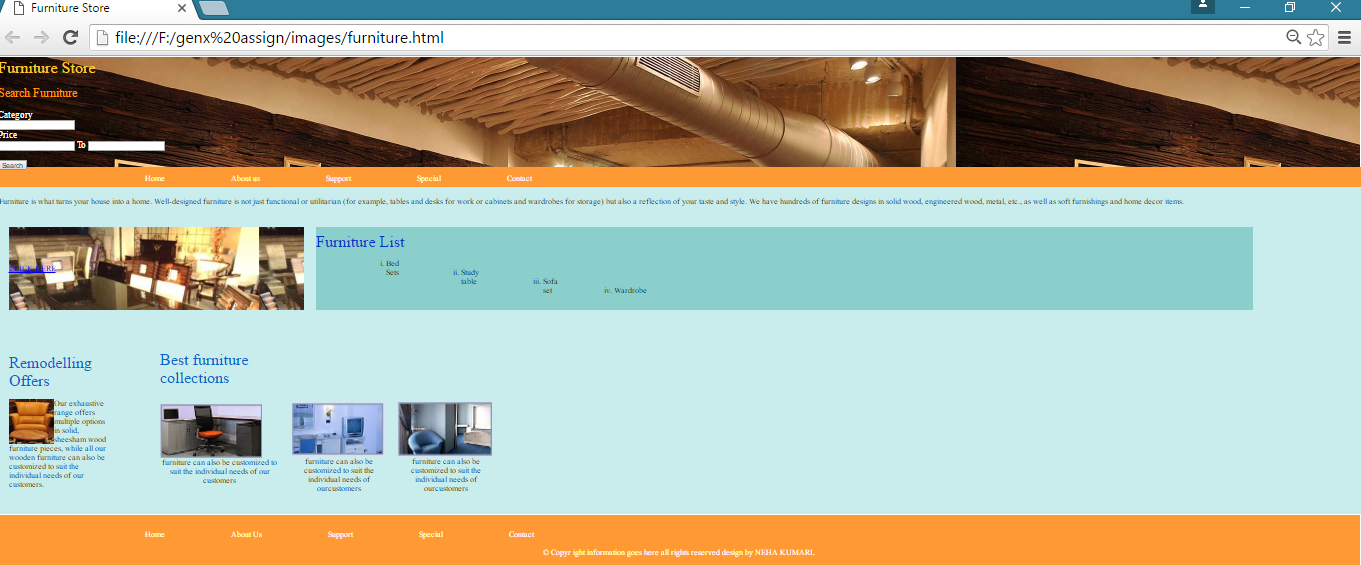 Furniture Store
file:///F:/genx%20assign/images/furniture.html
Furniture Store
Search Furniture
Category
Price
To
Search
Home About us Support Special Contact
Furniture is what turns your house into a home. Well-designed furniture is not just functional or utilitarian (for example, tables and desks for work or cabinets and wardrobes for storage) but also a reflection of your taste and style. We have hundreds of furniture designs in solid wood, engineered wood, metal, etc., as well as soft furnishings and home decor items.
CLICK HERE
Furniture List
i. Bed
Sets
ii. Study
table
iii. Sofa
set
iv. Wardrobe
Remodelling
Offers
Our exhaustive
range offers
multiple options
in solid,
sheesham wood
furniture pieces, while all our
wooden furniture can also be
customized to suit the
individual needs of our
customers.
Best furniture
collections
furniture can also be customized to
suit the individual needs of our
customers
furniture can also be
customized to suit the
individual needs of
ourcustomers
furniture can also be
customized to suit the
individual needs of
ourcustomers
Home About Us Support Special Contact
© Copy right information goes here all rights reserved design by NEHA KUMARI.